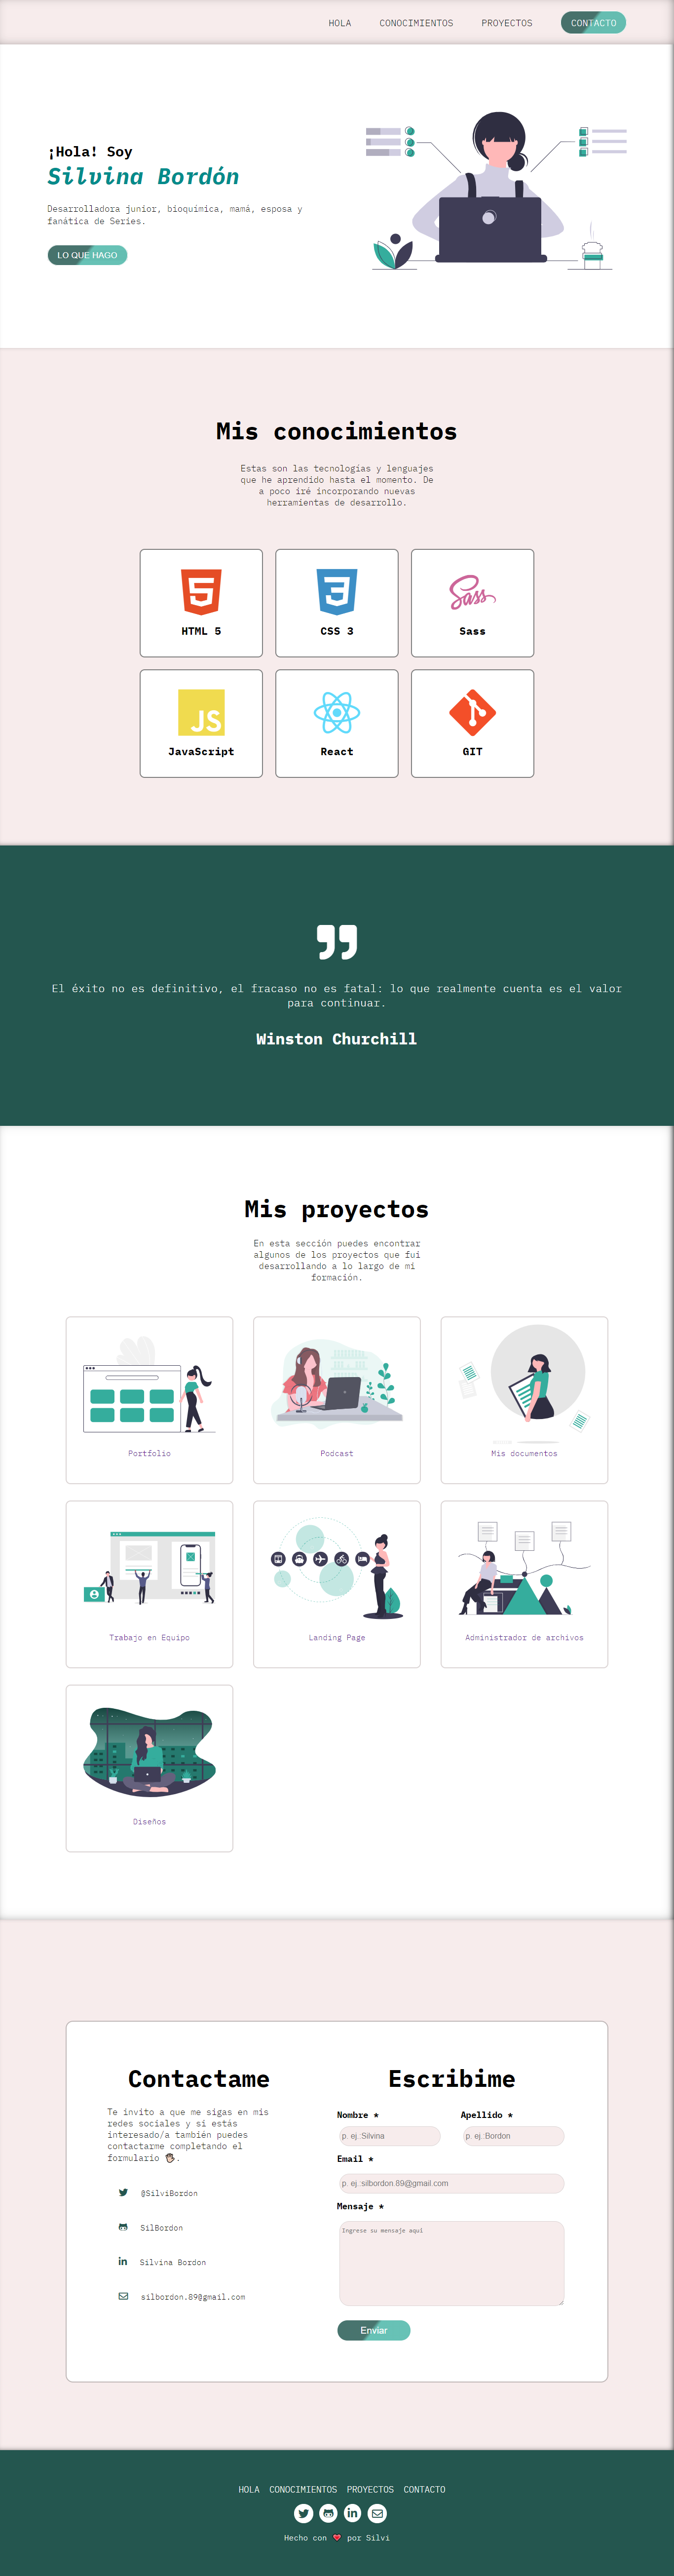 HOLA CONOCIMIENTOS PROYECTOS CONTACTO
¡Hola! Soy
Silvina Bordón
Desarrolladora junior, bioquímica, mamá, esposa y
fanática de Series.
LO QUE HAGO
Mis conocimientos
Estas son las tecnologías y lenguajes
que he aprendido hasta el momento. De
a poco iré incorporando nuevas
herramientas de desarrollo.
5 3 Sass
HTML 5 CSS 3 Sass
JS
JavaScript React GIT
El éxito no es definitivo, el fracaso no es fatal: lo que realmente cuenta es el valor
para continuar.
Winston Churchill
Mis proyectos
En esta sección puedes encontrar
algunos de los proyectos que fui
desarrollando a lo largo de mi
formación.
Portfolio Podcast Mis documentos
Trabajo en Equipo Landing Page Administrador de archivos
Diseños
Contactame
Te invito a que me sigas en mis
redes sociales y si estás
interesado/a también puedes
contactarme completando el
formulario 🖐🏽.
@SilviBordon
SilBordon
Silvina Bordon
silbordon.89@gmail.com
Escribime
Nombre * Apellido *
p. ej.:Silvina p. ej.:Bordon
Email *
p. ej.:silbordon.89@gmail.com
Mensaje *
Ingrese su mensaje aquí
Enviar
HOLA CONOCIMIENTOS PROYECTOS CONTACTO
Hecho con ❤️ por Silvi